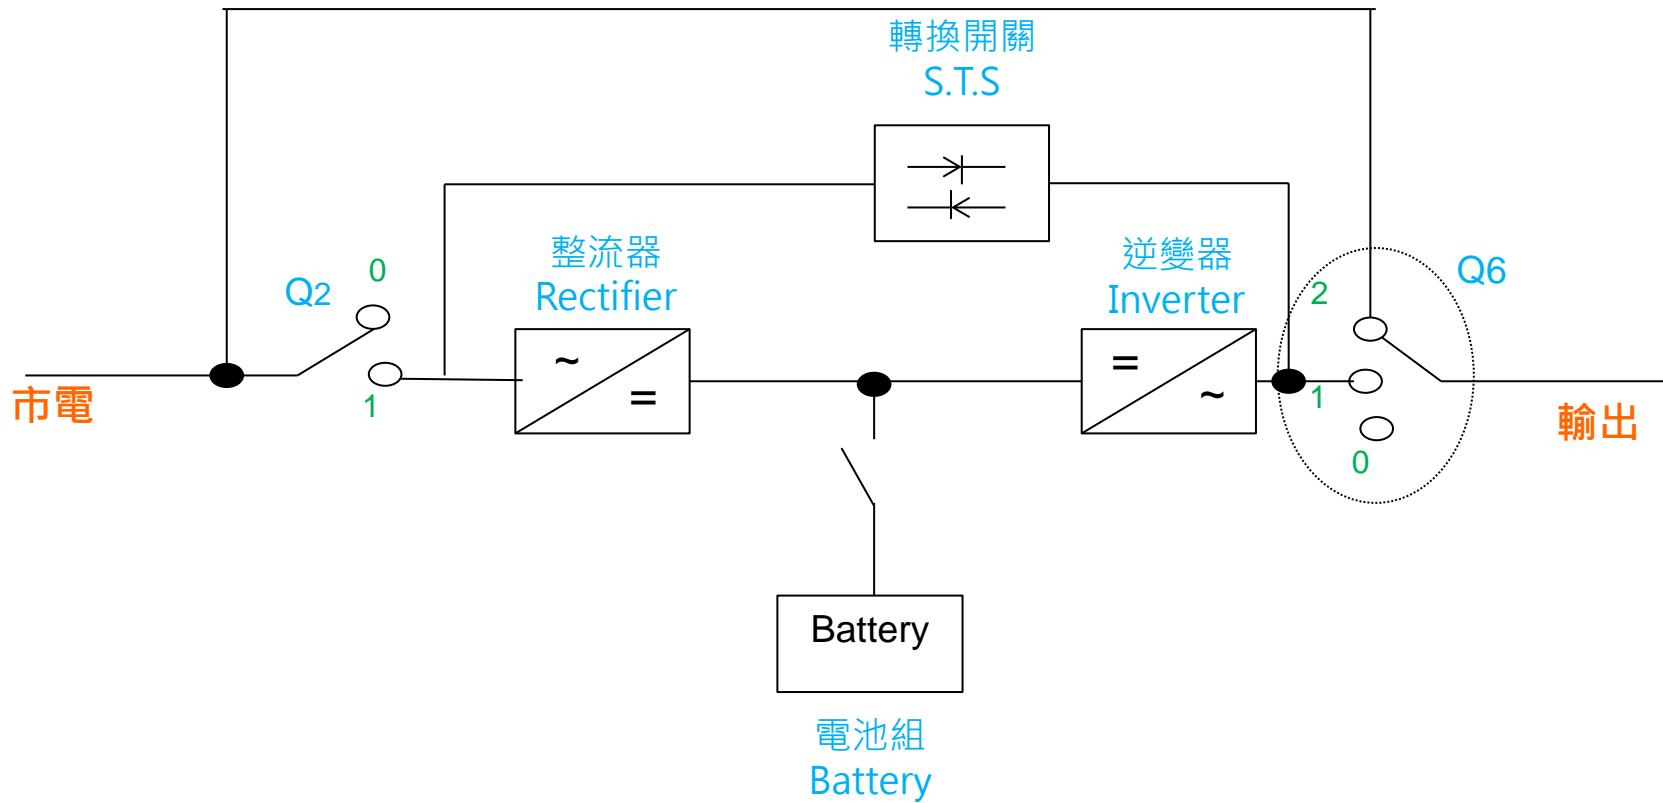 轉換開關
S.T.S
整流器
Rectifier
逆變器
Inverter
Q2
0
1
2
Q6
1
0
~
=
=
~
市電
輸出
Battery
電池組
Battery